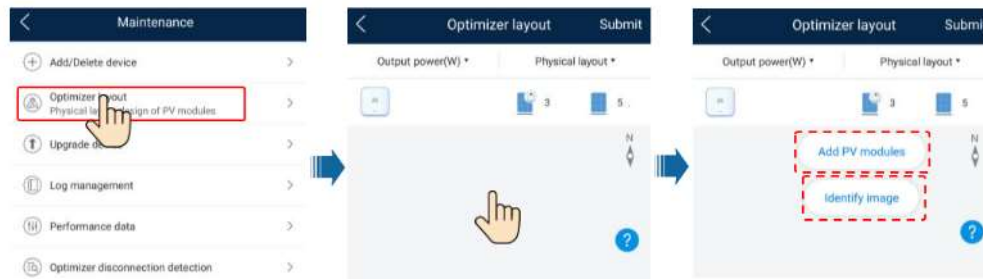 Maintenance
Add/Delete device
Optimizer layout
Physical layout design of PV modules
Upgrade
Log management
Performance data
Optimizer disconnection detection
Optimizer layout
Submit
Output power(W)
Physical layout
3
5
N
?
Optimizer layout
Submi
Output power(W)
Physical layout
3
5
N
Add PV modules
Identify image
?